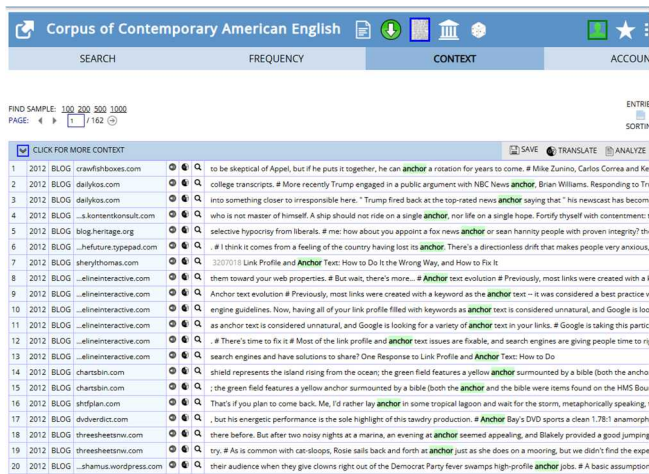 Corpus of Contemporary American English
SEARCH FREQUENCY CONTEXT ACCOUN
FIND SAMPLE: 100 200 500 1000
PAGE: 1 / 162
ENTRIE
SORTIN
CLICK FOR MORE CONTEXT SAVE TRANSLATE ANALYZE
1 2012 BLOG crawfishboxes.com to be skeptical of Appel, but if he puts it together, he can anchor a rotation for years to come. # Mike Zunino, Carlos Correa and Ke
2 2012 BLOG dailykos.com college transcripts. # More recently Trump engaged in a public argument with NBC News anchor, Brian Williams. Responding to Tr
3 2012 BLOG dailykos.com into something closer to irresponsible here. " Trump fired back at the top-rated news anchor saying that " his newscast has becom
4 2012 BLOG ...s.kontentkonsult.com who is not master of himself. A ship should not ride on a single anchor, nor life on a single hope. Fortify thyself with contentment:
5 2012 BLOG blog.heritage.org selective hypocrisy from liberals. # me: how about you appoint a fox news anchor or sean hannity people with proven integrity? the
6 2012 BLOG ...hefuture.typepad.com . # I think it comes from a feeling of the country having lost its anchor. There's a directionless drift that makes people very anxious,
7 2012 BLOG sherylthomas.com 3207018 Link Profile and Anchor Text: How to Do It the Wrong Way, and How to Fix It
8 2012 BLOG ...elineinteractive.com them toward your web properties. # But wait, there's more... # Anchor text evolution # Previously, most links were created with a k
9 2012 BLOG ...elineinteractive.com Anchor text evolution # Previously, most links were created with a keyword as the anchor text -- it was considered a best practice w
10 2012 BLOG ...elineinteractive.com engine guidelines. Now, having all of your link profile filled with keywords as anchor text is considered unnatural, and Google is loo
11 2012 BLOG ...elineinteractive.com as anchor text is considered unnatural, and Google is looking for a variety of anchor text in your links. # Google is taking this partic
12 2012 BLOG ...elineinteractive.com . # There's time to fix it # Most of the link profile and anchor text issues are fixable, and search engines are giving people time to rig
13 2012 BLOG ...elineinteractive.com search engines and have solutions to share? One Response to Link Profile and Anchor Text: How to Do
14 2012 BLOG chartsbin.com shield represents the island rising from the ocean; the green field features a yellow anchor surmounted by a bible (both the ancho
15 2012 BLOG chartsbin.com ; the green field features a yellow anchor surmounted by a bible (both the anchor and the bible were items found on the HMS Bou
16 2012 BLOG shtfplan.com That's if you plan to come back. Me, I'd rather lay anchor in some tropical lagoon and wait for the storm, metaphorically speaking,
17 2012 BLOG dvdverdict.com , but his energetic performance is the sole highlight of this tawdry production. # Anchor Bay's DVD sports a clean 1.78:1 anamorph
18 2012 BLOG threesheetsnw.com there before. But after two noisy nights at a marina, an evening at anchor seemed appealing, and Blakely provided a good jumping
19 2012 BLOG threesheetsnw.com try. # As is common with cat-sloops, Rosie sails back and forth at anchor just as she does on a mooring, but we didn't find the expe
20 2012 BLOG ...shamus.wordpress.com their audience when they give clowns right out of the Democrat Party fever swamps high-profile anchor jobs. # A basic assumption